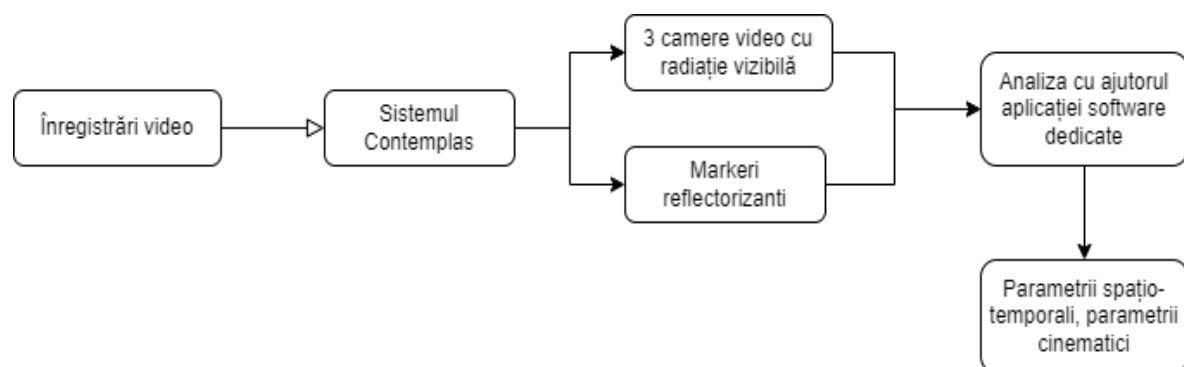 Înregistrări video
Sistemul
Contemplas
3 camere video cu
radiație vizibilă
Markeri
reflectorizanti
Analiza cu ajutorul
aplicației software
dedicate
Parametrii spațio-
temporali, parametrii
cinematici